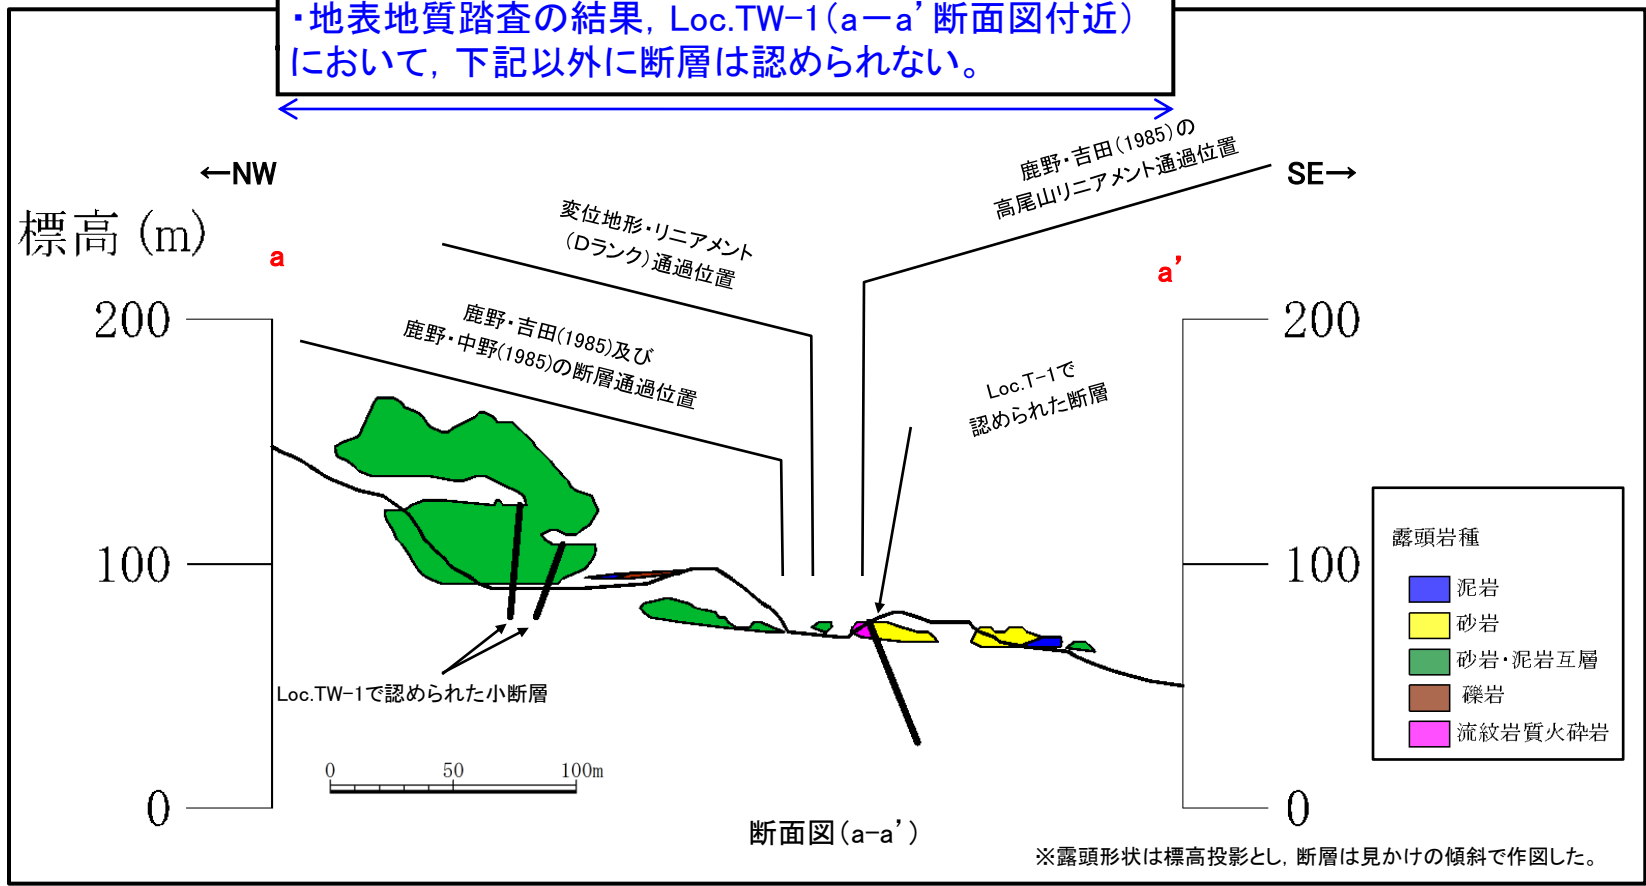 ・地表地質踏査の結果，Loc.TW-1（a－a’断面図付近）
において，下記以外に断層は認められない。
←NW
SE→
鹿野・吉田（1985）の
高尾山リニアメント通過位置
変位地形・リニアメント
（Dランク）通過位置
標高 (m)
a
a’
鹿野・吉田(1985)及び
鹿野・中野(1985)の断層通過位置
200
200
Loc.T-1で
認められた断層
100
100
露頭岩種
泥岩
砂岩
砂岩・泥岩互層
礫岩
流紋岩質火砕岩
Loc.TW-1で認められた小断層
0 50 100m
0
0
断面図（a-a’）
※露頭形状は標高投影とし，断層は見かけの傾斜で作図した。